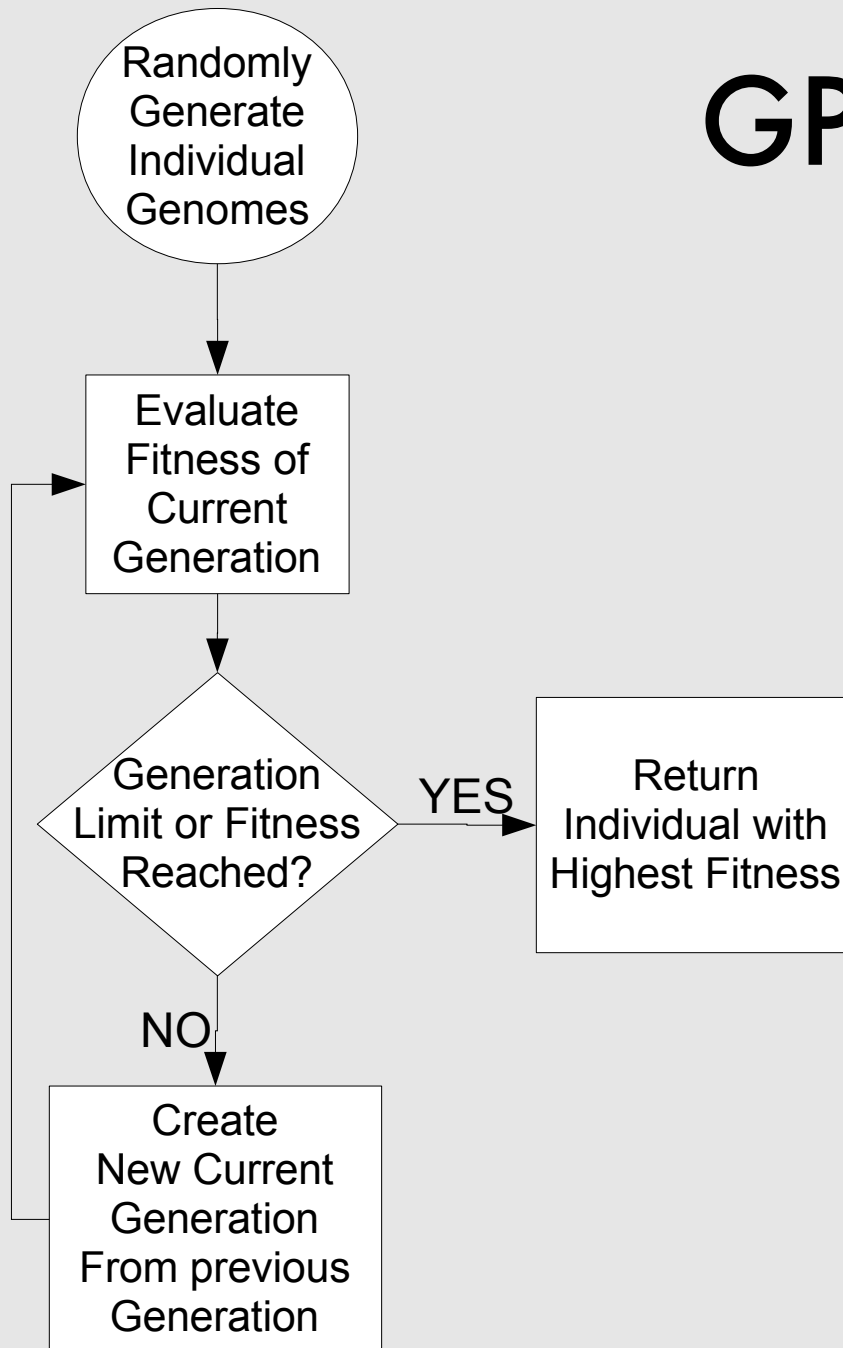 Randomly
Generate
Individual
Genomes
GP
Evaluate
Fitness of
Current
Generation
Generation
Limit or Fitness
Reached?
YES
Return
Individual with
Highest Fitness
NO
Create
New Current
Generation
From previous
Generation